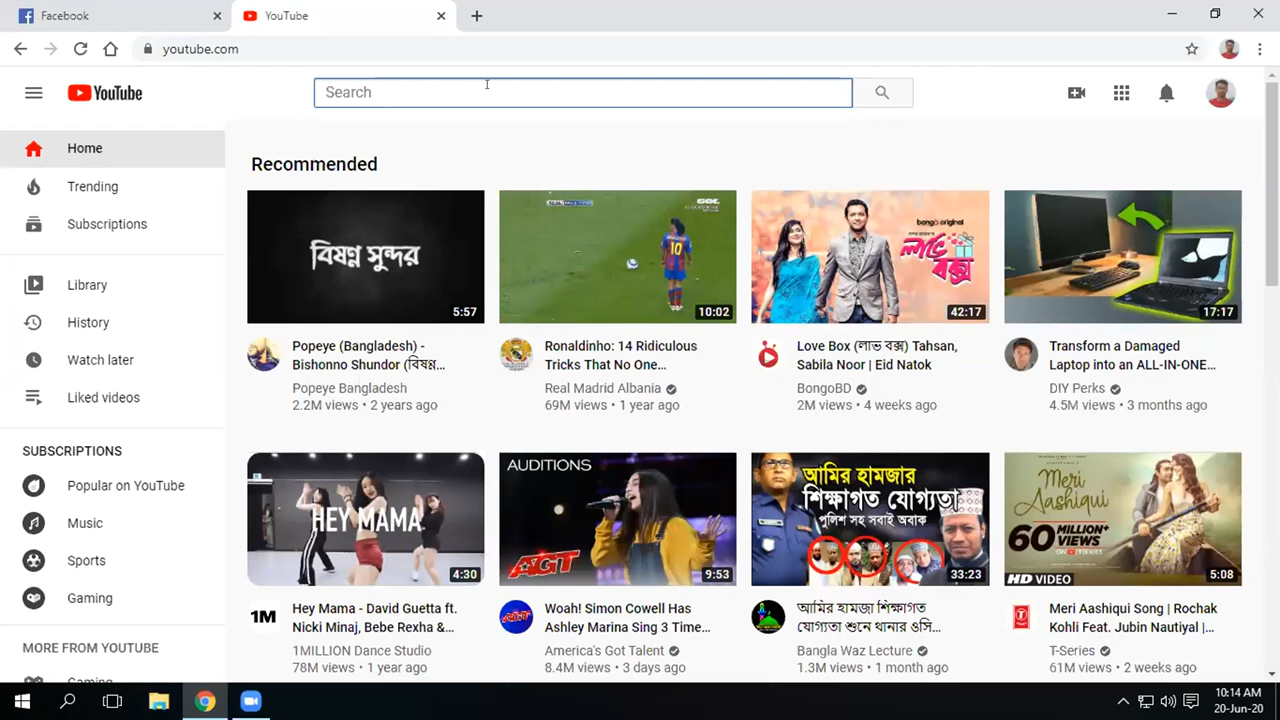 Facebook
YouTube
youtube.com
YouTube
Search
Home
Trending
Subscriptions
Library
History
Watch later
Liked videos
SUBSCRIPTIONS
Popular on YouTube
Music
Sports
Gaming
MORE FROM YOUTUBE
Recommended
বিষণ্ণ সুন্দর
5:57
Popeye (Bangladesh) -
Bishonno Shundor (বিষণ্ণ...
Popeye Bangladesh
2.2M views • 2 years ago
10
10:02
Ronaldinho: 14 Ridiculous
Tricks That No One...
Real Madrid Albania
69M views • 1 year ago
bongo original
লাভ
বক্স
42:17
Love Box (লাভ বক্স) Tahsan,
Sabila Noor | Eid Natok
BongoBD
2M views • 4 weeks ago
17:17
Transform a Damaged
Laptop into an ALL-IN-ONE...
DIY Perks
4.5M views • 3 months ago
HEY MAMA
4:30
1M
Hey Mama - David Guetta ft.
Nicki Minaj, Bebe Rexha &...
1MILLION Dance Studio
78M views • 1 year ago
AUDITIONS
AGT
9:53
AGT
Woah! Simon Cowell Has
Ashley Marina Sing 3 Time...
America's Got Talent
8.4M views • 3 days ago
আমির হামজার
শিক্ষাগত যোগ্যতা
পুলিশ সহ সবাই অবাক
33:23
আমির হামজা শিক্ষাগত
যোগ্যতা শুনে থানার ওসি...
Bangla Waz Lecture
1.3M views • 1 month ago
Meri
Aashiqui
60 MILLION+
VIEWS
HD VIDEO
5:08
Meri Aashiqui Song | Rochak
Kohli Feat. Jubin Nautiyal |...
T-Series
61M views • 2 weeks ago
10:14 AM
20-Jun-20